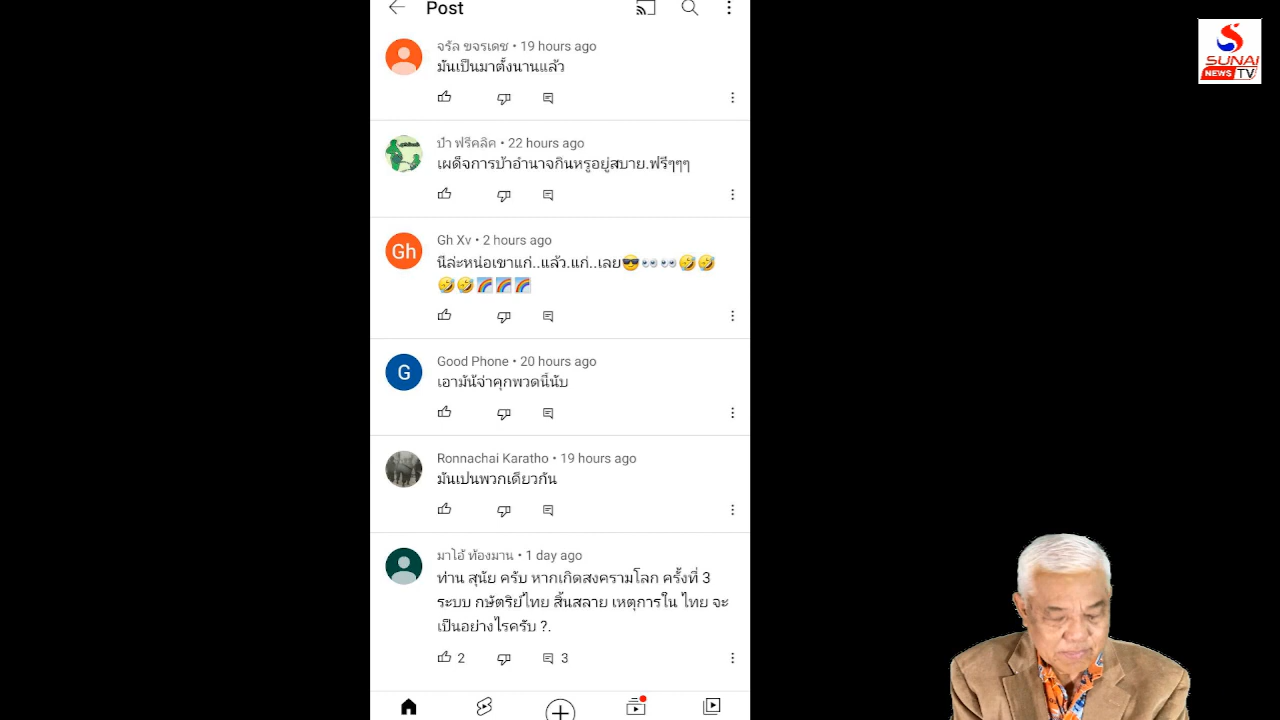 Post
จรัล ขจรเดช • 19 hours ago
มันเป็นมาตั้งนานแล้ว
ป๋า ฟรีคลิค • 22 hours ago
เผด็จการบ้าอำนาจกินหรูอยู่สบาย.ฟรีๆๆๆ
Gh
Gh Xv • 2 hours ago
นีล่ะหน่อเขาแก่..แล้ว.แก่..เลย😎👀👀🤣🤣
🤣🤣🌈🌈🌈
G
Good Phone • 20 hours ago
เอามันัจ่าคุกพวดนี้นับ
Ronnachai Karatho • 19 hours ago
มันเปนพวกเดียวกัน
มาไอ้ ท้องมาน • 1 day ago
ท่าน สุนัย ครับ หากเกิดสงครามโลก ครั้งที่ 3
ระบบ กษัตริย์ไทย สิ้นสลาย เหตุการใน ไทย จะ
เป็นอย่างไรครับ ?.
2 3
SUNAI
NEWS TV